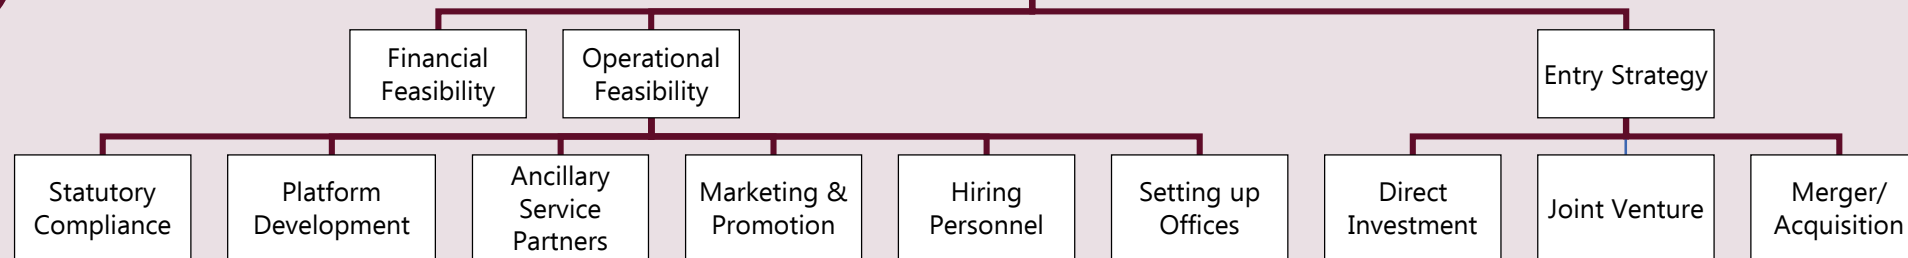 Financial
Feasibility
Operational
Feasibility
Entry Strategy
Statutory
Compliance
Platform
Development
Ancillary
Service
Partners
Marketing &
Promotion
Hiring
Personnel
Setting up
Offices
Direct
Investment
Joint Venture
Merger/
Acquisition